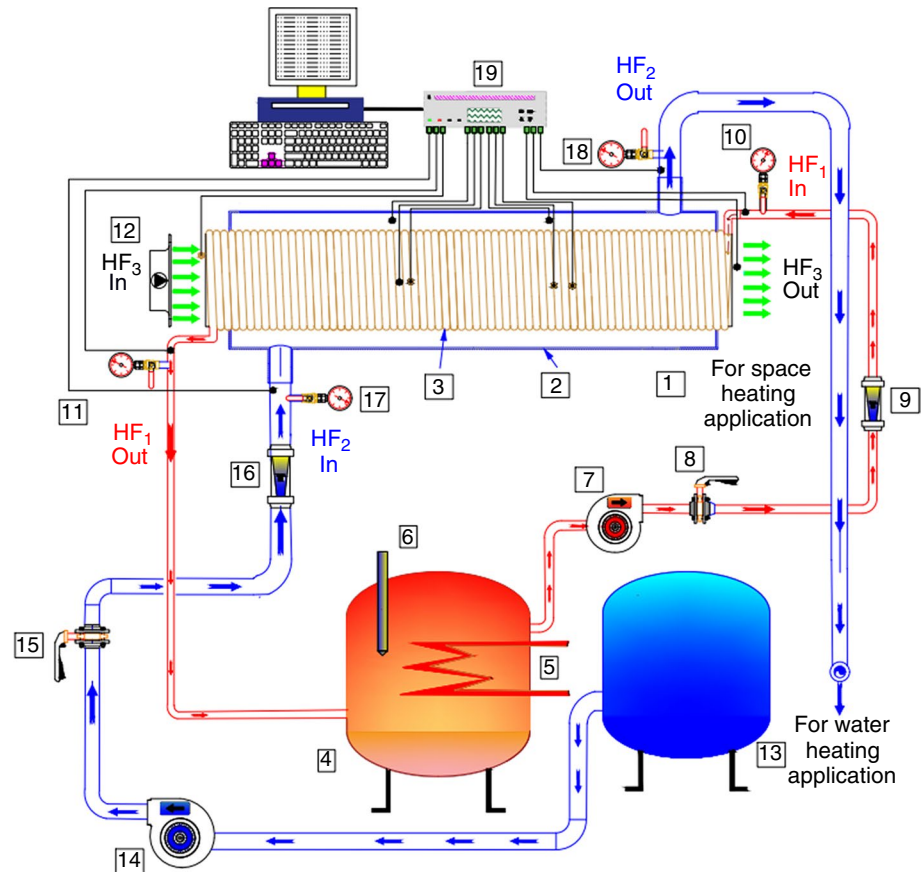 19
HF₂
Out
18
10
HF₁
In
12
HF₃
In
HF₃
Out
3
2
1
For space
heating
application
9
11
17
HF₁
Out
HF₂
In
16
8
7
6
15
5
4
13
For water
heating
application
14